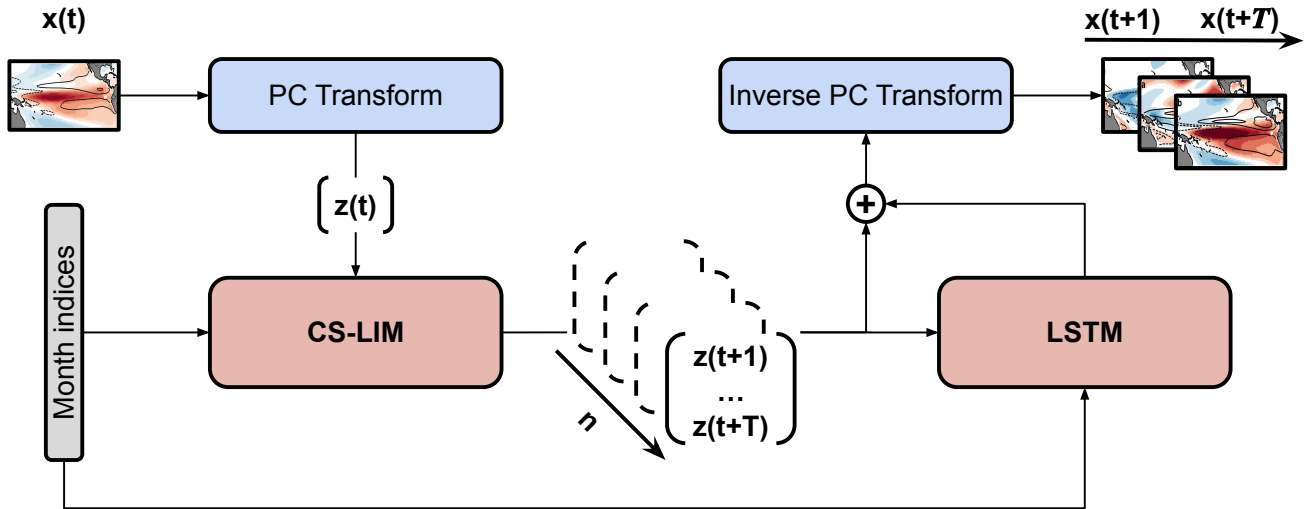 x(t)
x(t+1) x(t+T)
PC Transform
Inverse PC Transform
z(t)
+
Month indices
CS-LIM
z(t+1)
...
z(t+T)
n
LSTM